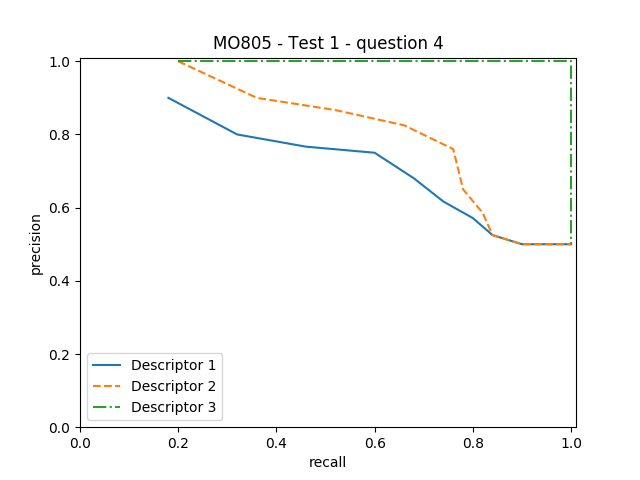 MO805 - Test 1 - question 4
precision
1.0
0.8
0.6
0.4
0.2
0.0
Descriptor 1
Descriptor 2
Descriptor 3
0.0 0.2 0.4 0.6 0.8 1.0
recall